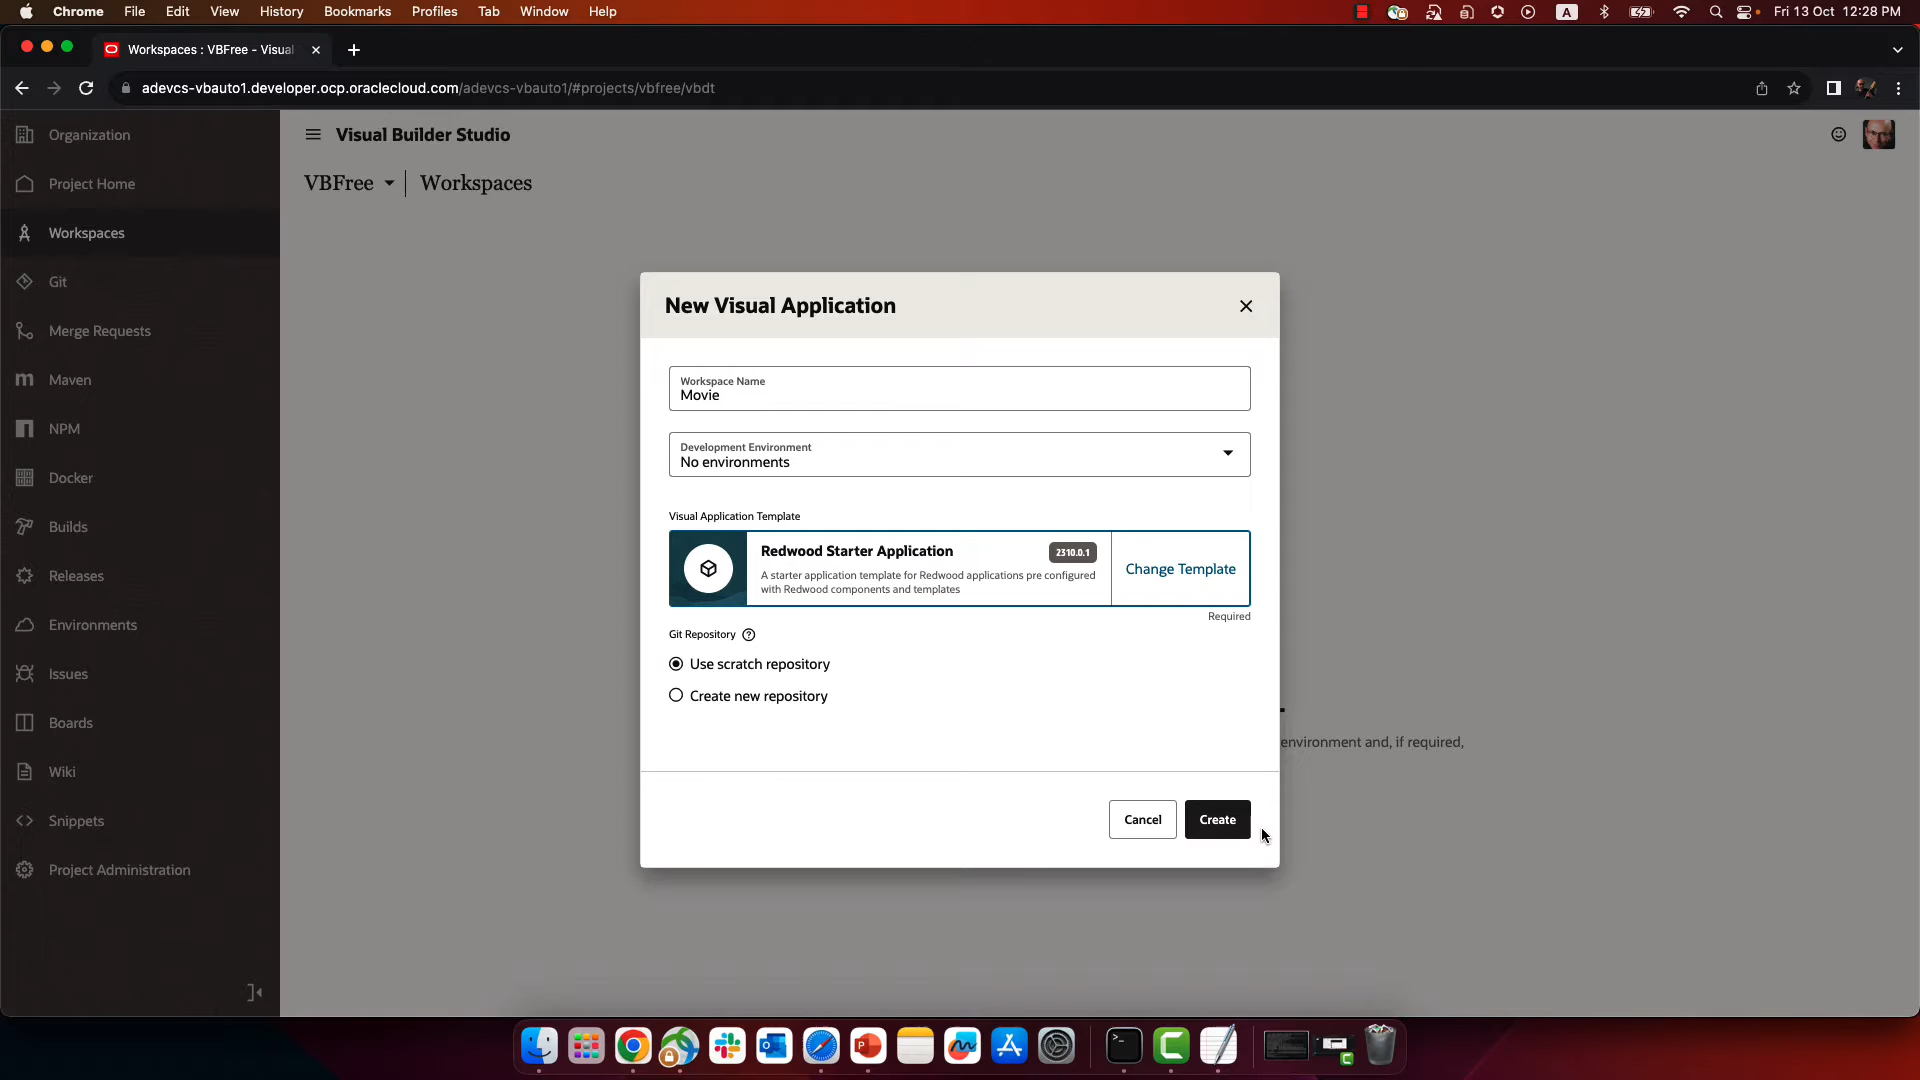 Chrome File Edit View History Bookmarks Profiles Tab Window Help
A
Fri 13 Oct 12:28 PM
Workspaces : VBFree - Visual
adevcs-vbauto1.developer.ocp.oraclecloud.com/adevcs-vbauto1/#projects/vbfree/vbdt
Organization
Visual Builder Studio
Project Home
VBFree
Workspaces
Workspaces
Git
Merge Requests
Maven
NPM
Docker
Builds
Releases
Environments
Issues
Boards
Wiki
Snippets
Project Administration
New Visual Application
Workspace Name
Movie
Development Environment
No environments
Visual Application Template
Redwood Starter Application 2310.0.1
A starter application template for Redwood applications pre configured
with Redwood components and templates
Change Template
Required
Git Repository
Use scratch repository
Create new repository
environment and, if required,
Cancel
Create